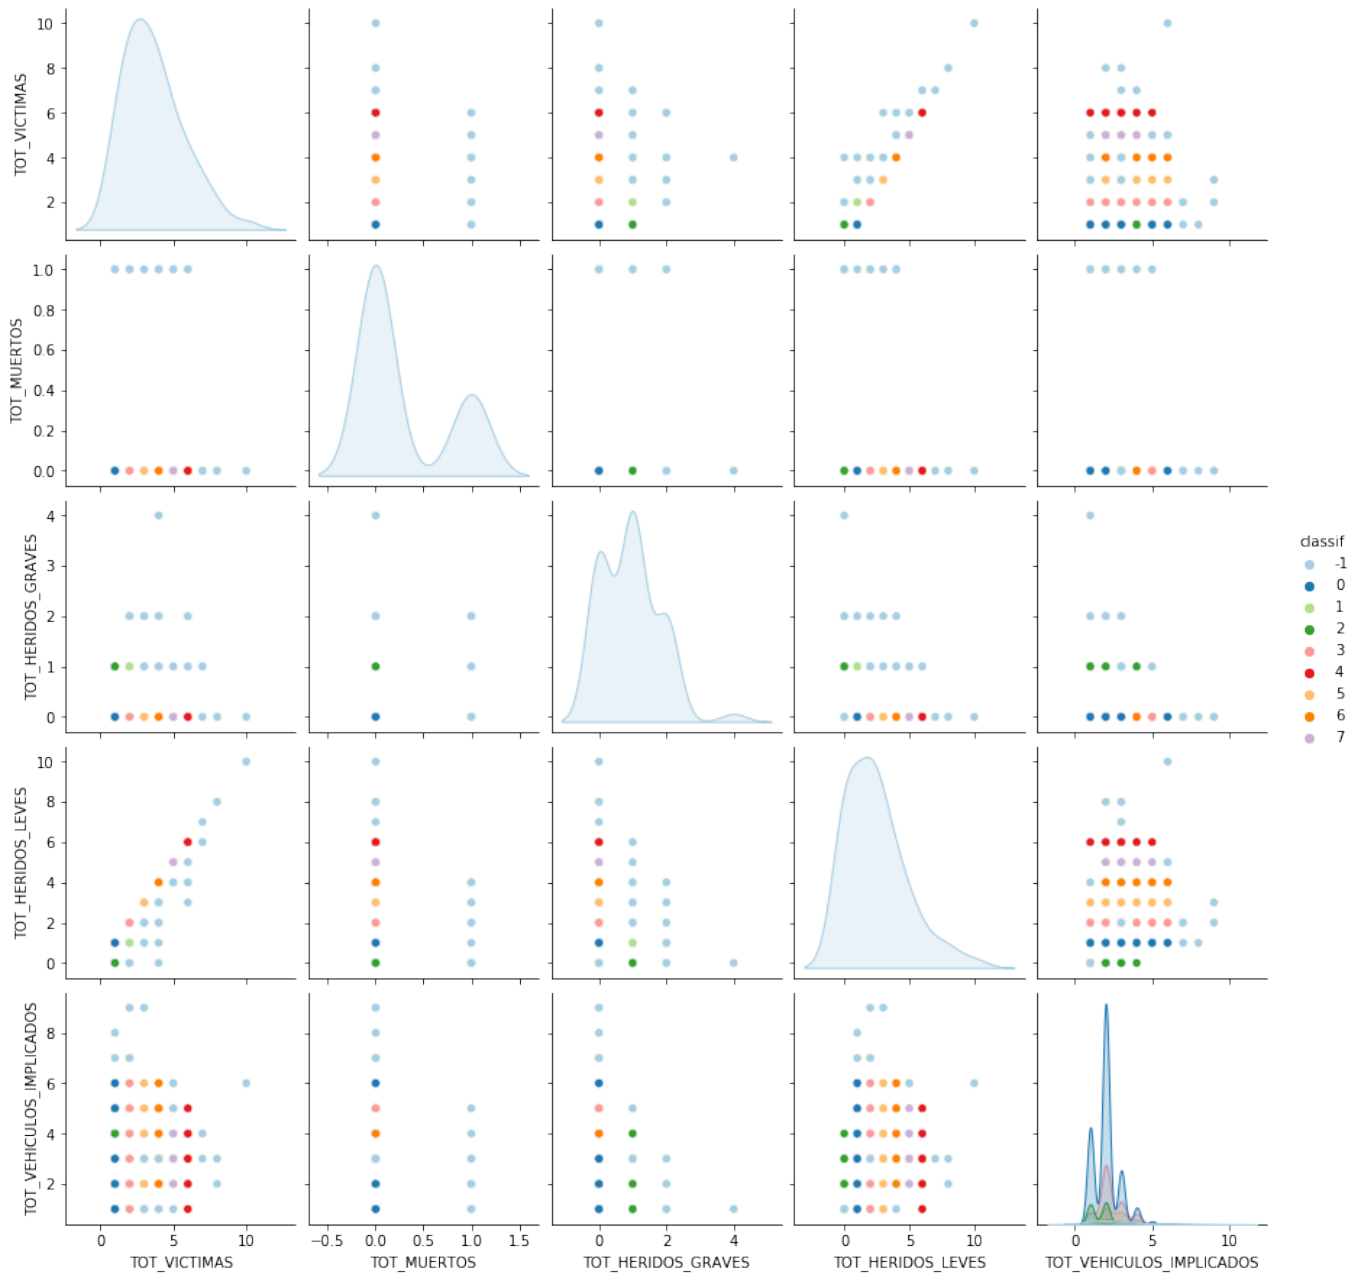 10
8
6
4
2
TOT_VICTIMAS
1.0
0.8
0.6
0.4
0.2
0.0
TOT_MUERTOS
4
3
2
1
0
TOT_HERIDOS_GRAVES
10
8
6
4
2
0
TOT_HERIDOS_LEVES
8
6
4
2
TOT_VEHICULOS_IMPLICADOS
0 5 10
TOT_VICTIMAS
−0.5 0.0 0.5 1.0 1.5
TOT_MUERTOS
0 2 4
TOT_HERIDOS_GRAVES
0 5 10
TOT_HERIDOS_LEVES
0 5 10
TOT_VEHICULOS_IMPLICADOS
classif
-1
0
1
2
3
4
5
6
7